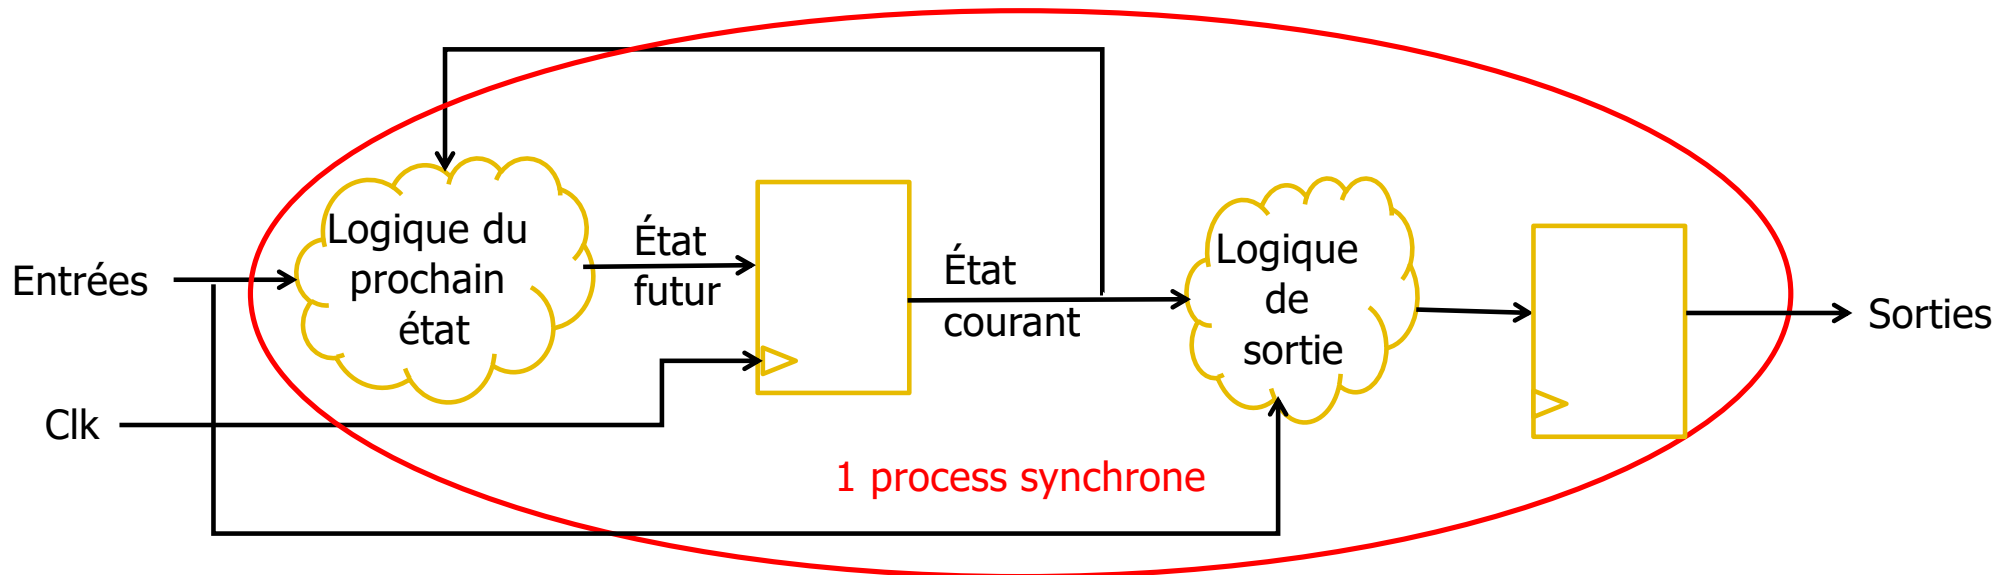 Entrées
Clk
Logique du
prochain
état
État
futur
État
courant
Logique
de
sortie
Sorties
1 process synchrone